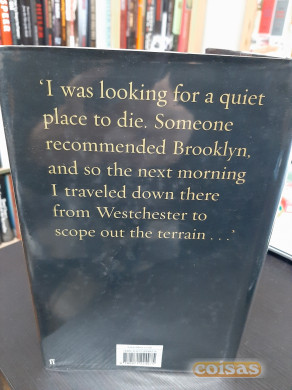 ‘I was looking for a quiet
place to die. Someone
recommended Brooklyn,
and so the next morning
I traveled down there
from Westchester to
scope out the terrain . . .’
ff
coisas